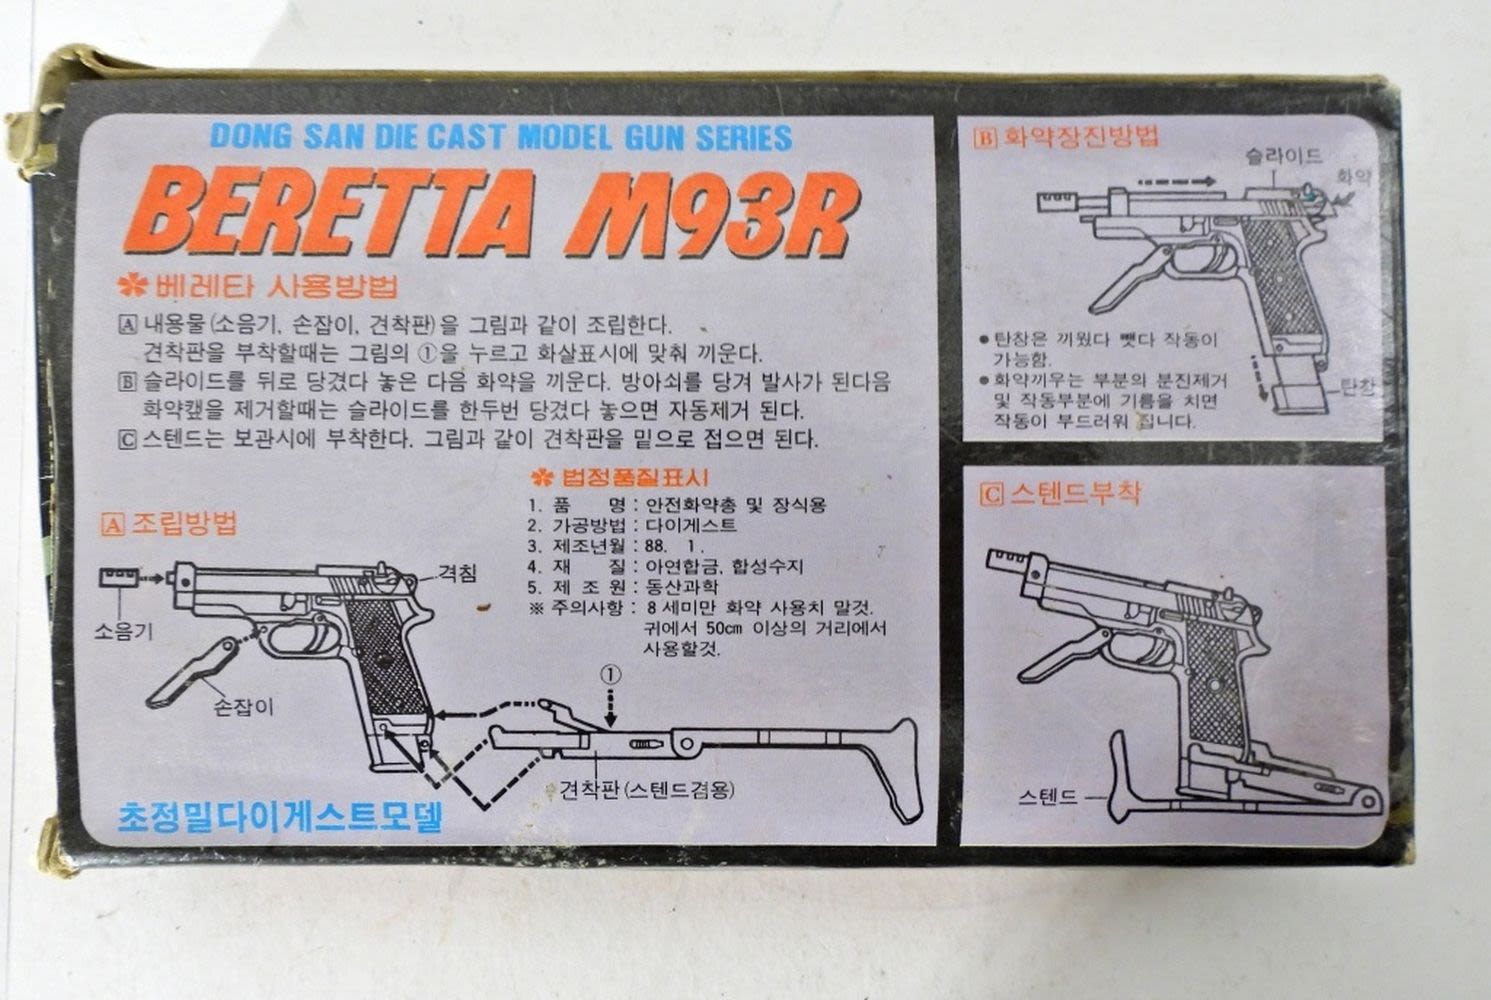 DONG SAN DIE CAST MODEL GUN SERIES
BERETTA M93R
✽ 베레타 사용방법
A 내용물(소음기, 손잡이, 견착판)을 그림과 같이 조립한다.
견착판을 부착할때는 그림의 ①을 누르고 화살표시에 맞춰 끼운다.
B 슬라이드를 뒤로 당겼다 놓은 다음 화약을 끼운다. 방아쇠를 당겨 발사가 된다음
화약캪을 제거할때는 슬라이드를 한두번 당겼다 놓으면 자동제거 된다.
C 스텐드는 보관시에 부착한다. 그림과 같이 견착판을 밑으로 접으면 된다.
✽ 법정품질표시
1. 품 명 : 안전화약총 및 장식용
2. 가공방법 : 다이게스트
3. 제조년월 : 88. 1.
4. 재 질 : 아연합금, 합성수지
5. 제 조 원 : 동산과학
※ 주의사항 : 8세미만 화약 사용치 말것.
귀에서 50cm 이상의 거리에서
사용할것.
A 조립방법
격침
소음기
손잡이
①
견착판(스텐드겸용)
초정밀다이게스트모델
B 화약장진방법
슬라이드
화약
● 탄창은 끼웠다 뺏다 작동이
가능함.
● 화약끼우는 부분의 분진제거
및 작동부분에 기름을 치면
작동이 부드러워 집니다.
탄창
C 스텐드부착
스텐드